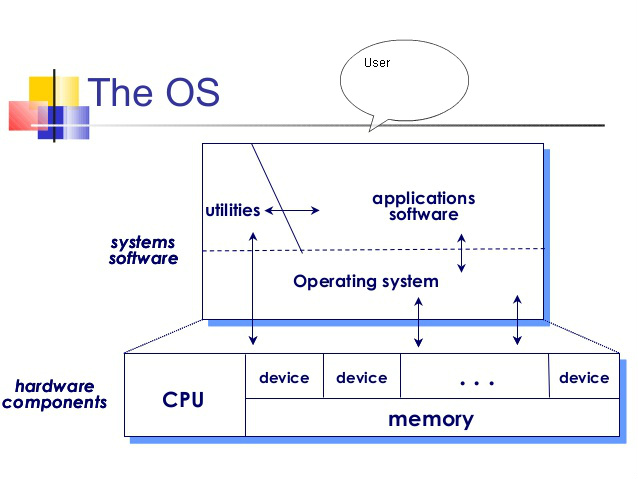 The OS
User
utilities
applications
software
systems
software
Operating system
hardware
components
CPU
device
device
. . .
device
memory